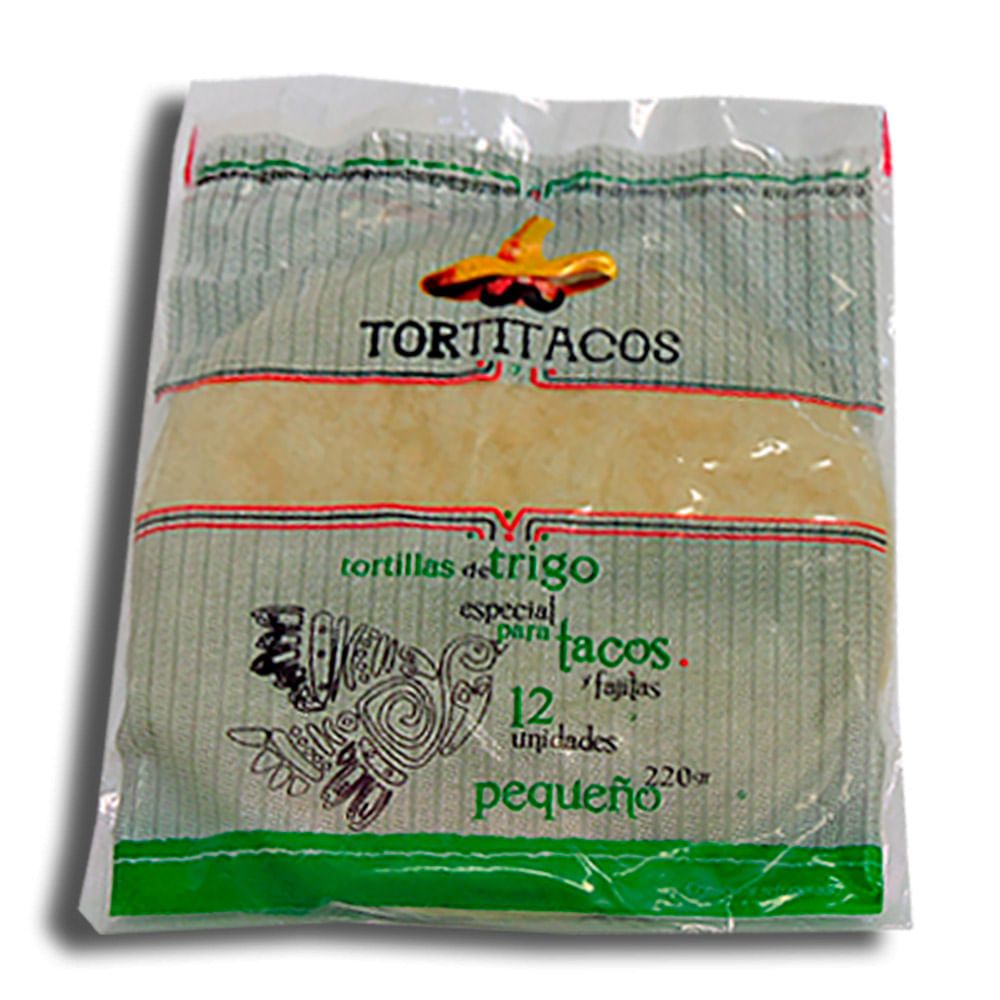 TORTITACOS
tortillas de trigo
especial
para tacos.
y fajitas
12
unidades
220gr
pequeño